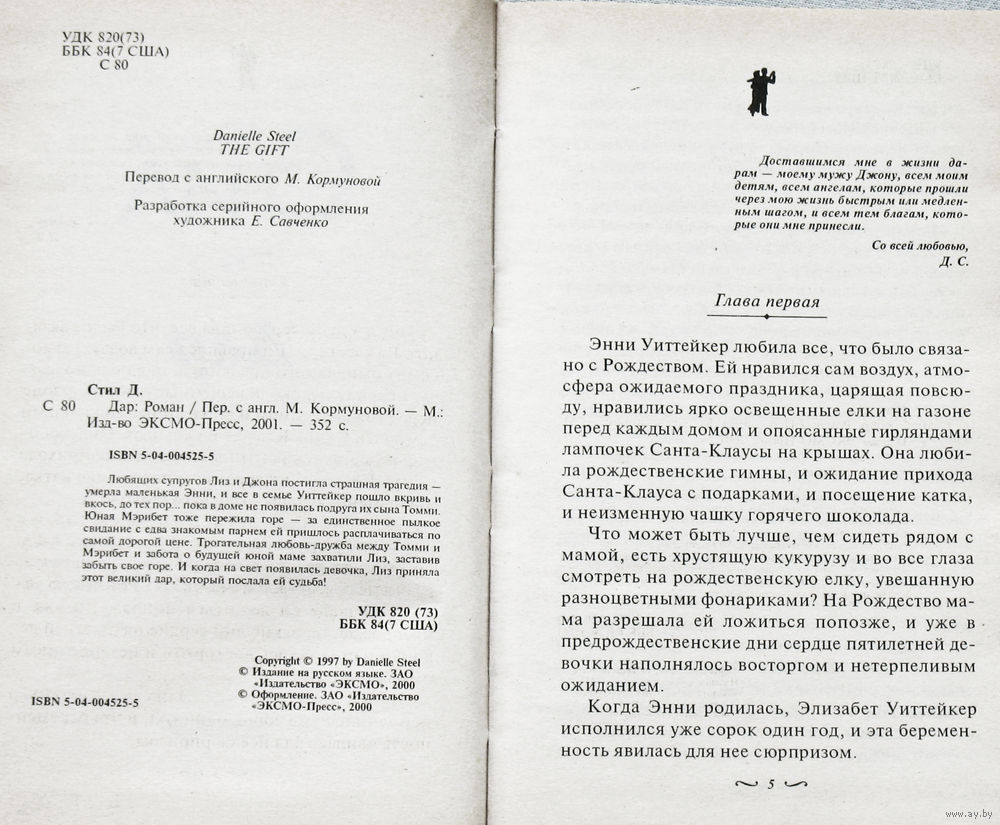 УДК 820(73)
ББК 84(7 США)
С 80
Danielle Steel
THE GIFT
Перевод с английского М. Кормуновой
Разработка серийного оформления
художника Е. Савченко
Стил Д.
С 80 Дар: Роман / Пер. с англ. М. Кормуновой. — М.:
Изд-во ЭКСМО-Пресс, 2001. — 352 с.
ISBN 5-04-004525-5
Любящих супругов Лиз и Джона постигла страшная трагедия —
умерла маленькая Энни, и все в семье Уиттейкер пошло вкривь и
вкось, до тех пор... пока в доме не появилась подруга их сына Томми.
Юная Мэрибет тоже пережила горе — за единственное пылкое
свидание с едва знакомым парнем ей пришлось расплачиваться по
самой дорогой цене. Трогательная любовь-дружба между Томми и
Мэрибет и забота о будущей юной маме захватили Лиз, заставив
забыть свое горе. И когда на свет появилась девочка, Лиз приняла
этот великий дар, который послала ей судьба!
УДК 820 (73)
ББК 84(7 США)
Copyright © 1997 by Danielle Steel
© Издание на русском языке. ЗАО
«Издательство «ЭКСМО», 2000
© Оформление. ЗАО «Издательство
«ЭКСМО-Пресс», 2000
ISBN 5-04-004525-5
Доставшимся мне в жизни да-
рам — моему мужу Джону, всем моим
детям, всем ангелам, которые прошли
через мою жизнь быстрым или медлен-
ным шагом, и всем тем благам, кото-
рые они мне принесли.
Со всей любовью,
Д. С.
Глава первая
Энни Уиттейкер любила все, что было связа-
но с Рождеством. Ей нравился сам воздух, атмо-
сфера ожидаемого праздника, царящая повсю-
ду, нравились ярко освещенные елки на газоне
перед каждым домом и опоясанные гирляндами
лампочек Санта-Клаусы на крышах. Она люби-
ла рождественские гимны, и ожидание прихода
Санта-Клауса с подарками, и посещение катка,
и неизменную чашку горячего шоколада.
Что может быть лучше, чем сидеть рядом с
мамой, есть хрустящую кукурузу и во все глаза
смотреть на рождественскую елку, увешанную
разноцветными фонариками? На Рождество ма-
ма разрешала ей ложиться попозже, и уже в
предрождественские дни сердце пятилетней де-
вочки наполнялось восторгом и нетерпеливым
ожиданием.
Когда Энни родилась, Элизабет Уиттейкер
исполнился уже сорок один год, и эта беремен-
ность явилась для нее сюрпризом.
5
www.ay.by